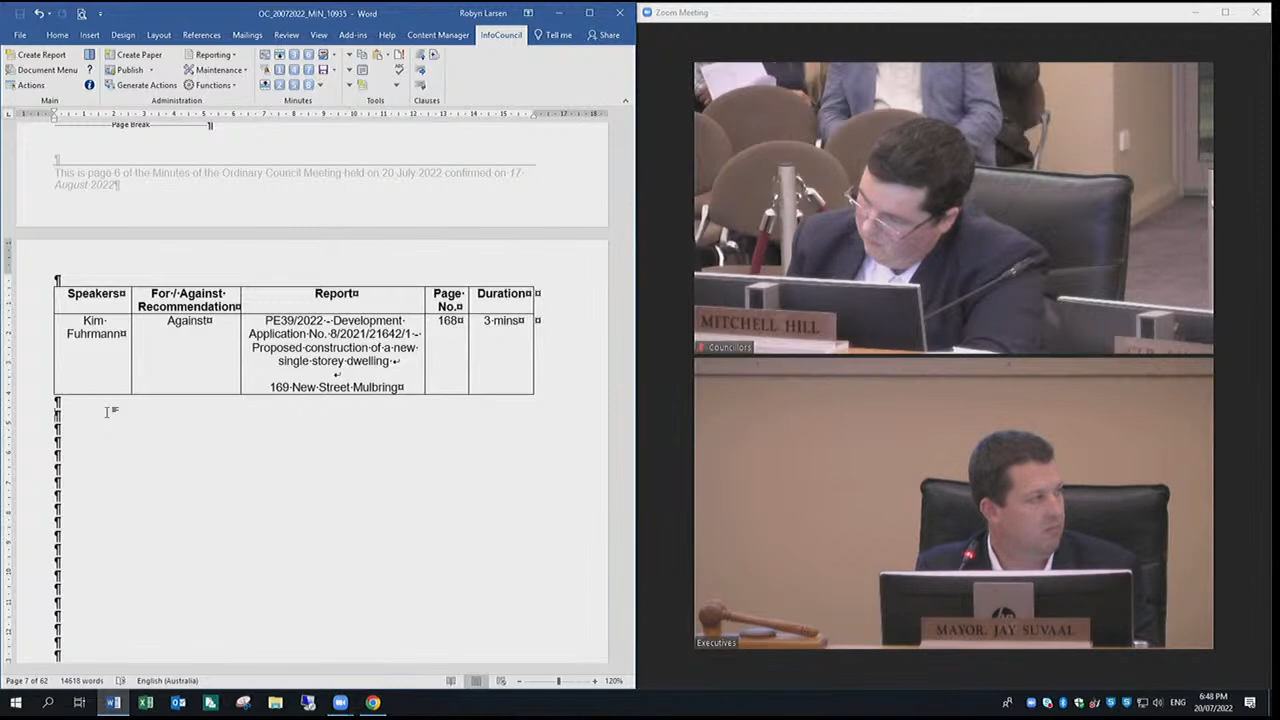 OC_20072022_MIN_10935 - Word
Robyn Larsen
File Home Insert Design Layout References Mailings Review View Add-ins Help Content Manager InfoCouncil Tell me Share
Create Report
Document Menu
Actions
Main
Create Paper
Publish
Generate Actions
Reporting
Maintenance
Functions
Administration
Minutes
Tools
Clauses
Page Break
This is page 6 of the Minutes of the Ordinary Council Meeting held on 20 July 2022 confirmed on 17
August 2022
Speakers For / Against Recommendation Report Page No. Duration
Kim Fuhrmann Against PE39/2022 - Development 168 3 mins
Application No. 8/2021/21642/1 -
Proposed construction of a new
single storey dwelling
169 New Street Mulbring
Page 7 of 62 14618 words English (Australia) 120%
Zoom Meeting
MITCHELL HILL
Councillors
MAYOR JAY SUVAAL
hp
Executives
ENG
6:48 PM
20/07/2022